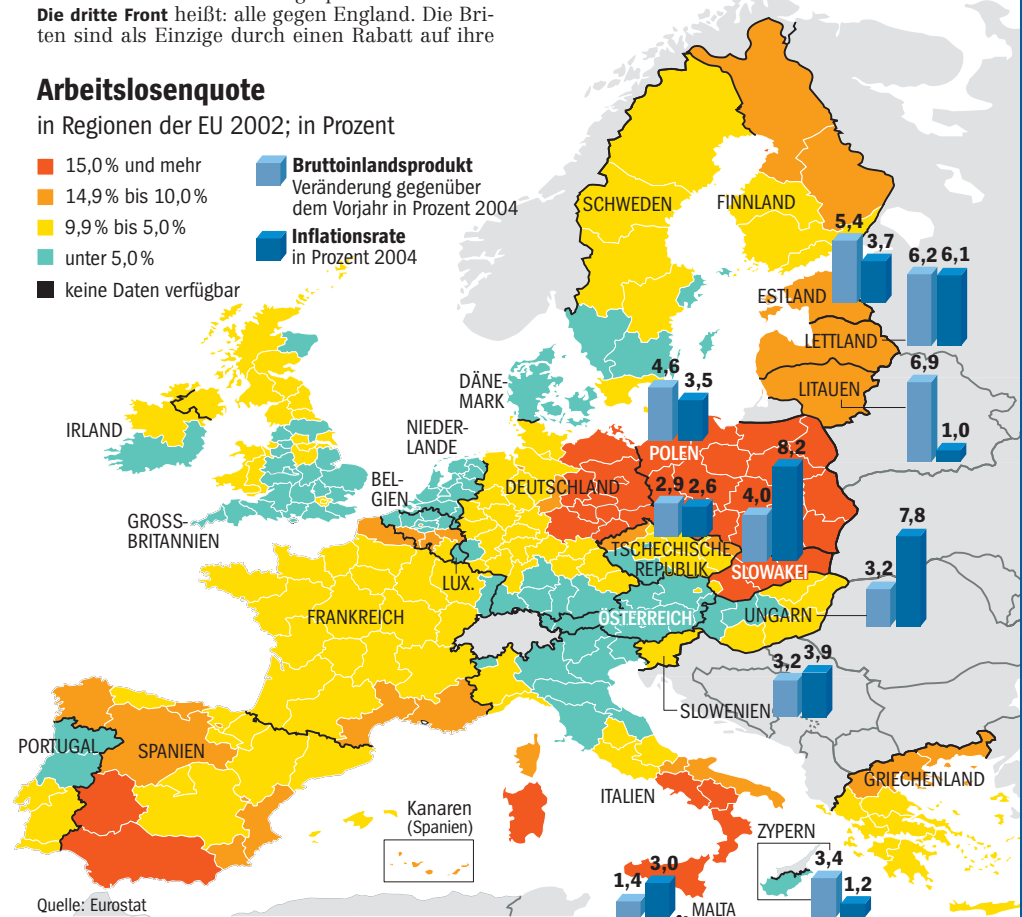 Die dritte Front heißt: alle gegen England. Die Bri-
ten sind als Einzige durch einen Rabatt auf ihre
Arbeitslosenquote
in Regionen der EU 2002; in Prozent
15,0 % und mehr
14,9 % bis 10,0 %
9,9 % bis 5,0 %
unter 5,0 %
keine Daten verfügbar
Bruttoinlandsprodukt
Veränderung gegenüber
dem Vorjahr in Prozent 2004
Inflationsrate
in Prozent 2004
SCHWEDEN
FINNLAND
5,4
3,7
6,2
6,1
ESTLAND
LETTLAND
6,9
1,0
LITAUEN
DÄNE-
MARK
4,6
3,5
IRLAND
NIEDER-
LANDE
POLEN
8,2
BEL-
GIEN
DEUTSCHLAND
2,9
2,6
4,0
GROSS-
BRITANNIEN
7,8
3,2
TSCHECHISCHE
REPUBLIK
SLOWAKEI
LUX.
FRANKREICH
ÖSTERREICH
UNGARN
3,2
3,9
SLOWENIEN
PORTUGAL
SPANIEN
GRIECHENLAND
ITALIEN
Kanaren
(Spanien)
ZYPERN
3,4
1,2
1,4
3,0
MALTA
Quelle: Eurostat